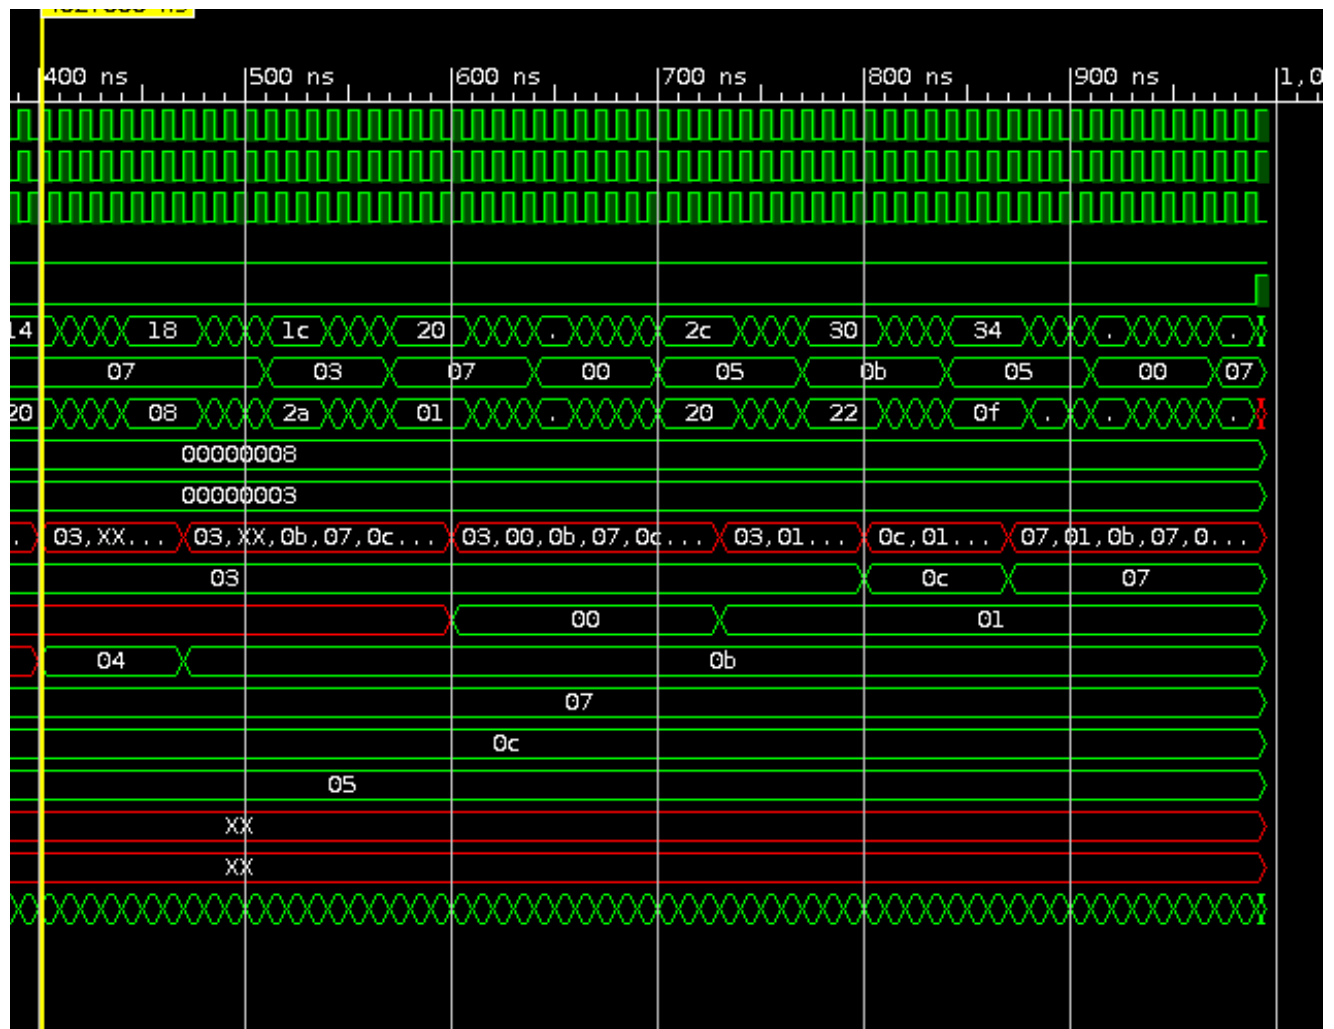 400 ns 500 ns 600 ns 700 ns 800 ns 900 ns 1,0
14 18 1c 20 . 2c 30 34 . .
07 03 07 00 05 0b 05 00 07
20 08 2a 01 . 20 22 0f . . .
00000008
00000003
. 03,XX... 03,XX,0b,07,0c... 03,00,0b,07,0c... 03,01... 0c,01... 07,01,0b,07,0...
03 0c 07
00 01
04 0b
07
0c
05
XX
XX